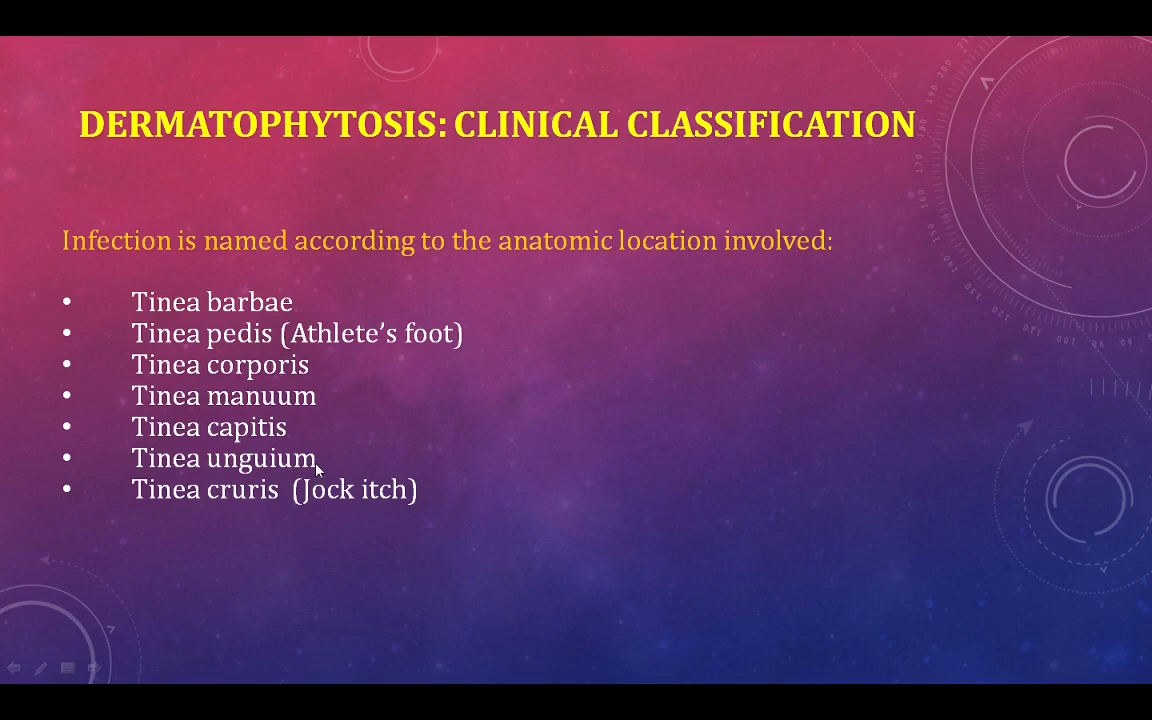 DERMATOPHYTOSIS: CLINICAL CLASSIFICATION
Infection is named according to the anatomic location involved:
• Tinea barbae
• Tinea pedis (Athlete’s foot)
• Tinea corporis
• Tinea manuum
• Tinea capitis
• Tinea unguium
• Tinea cruris (Jock itch)